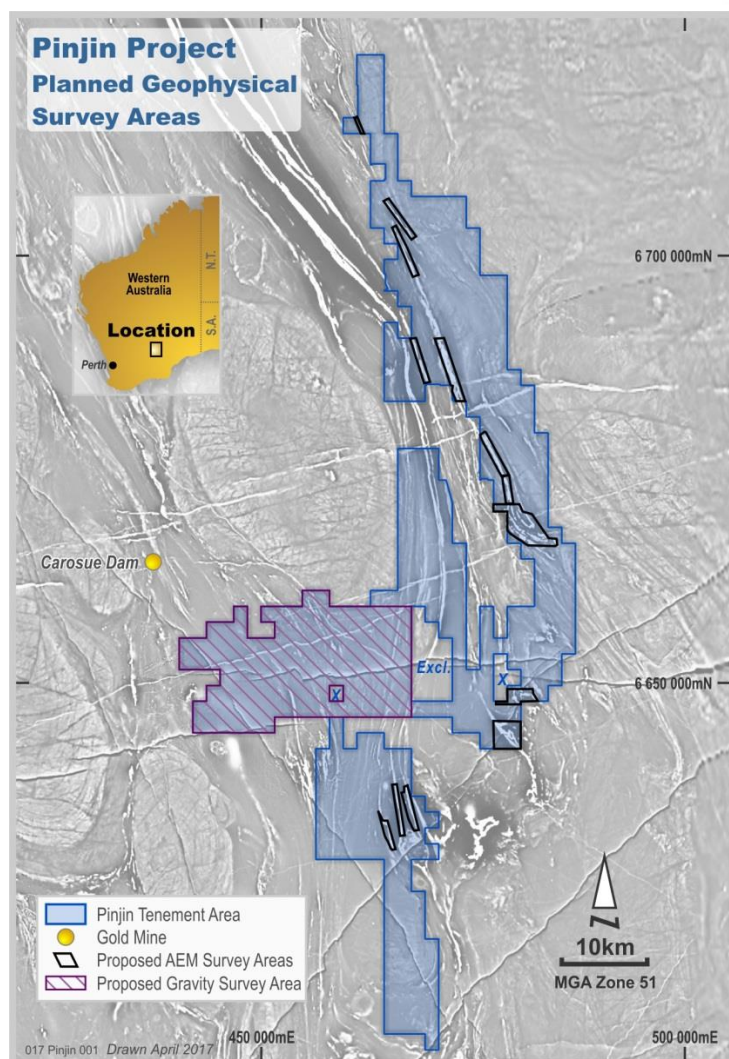 Pinjin Project
Planned Geophysical
Survey Areas
Western
Australia
N.T.
S.A.
Location
Perth
6 700 000mN
Carosue Dam
Excl.
X
X
6 650 000mN
Pinjin Tenement Area
Gold Mine
Proposed AEM Survey Areas
Proposed Gravity Survey Area
N
10km
MGA Zone 51
017 Pinjin 001 Drawn April 2017
450 000mE
500 000mE